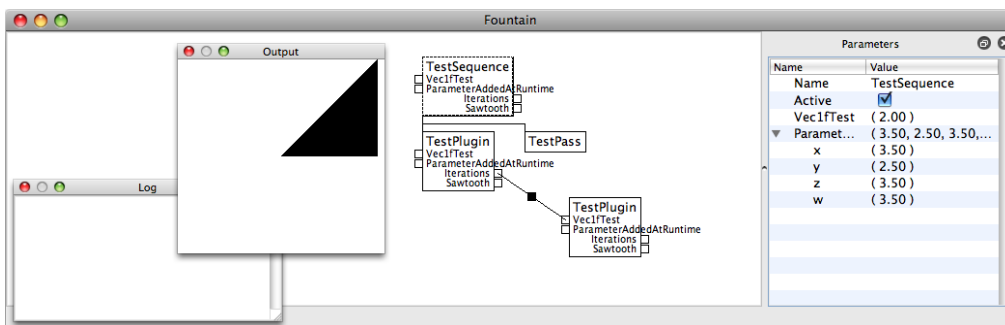 Fountain
Output
Log
TestSequence
Vec1fTest
ParameterAddedAtRuntime
Iterations
Sawtooth
TestPlugin
Vec1fTest
ParameterAddedAtRuntime
Iterations
Sawtooth
TestPass
TestPlugin
Vec1fTest
ParameterAddedAtRuntime
Iterations
Sawtooth
Parameters
Name Value
Name TestSequence
Active
Vec1fTest ( 2.00 )
Paramet... ( 3.50, 2.50, 3.50,...
x ( 3.50 )
y ( 2.50 )
z ( 3.50 )
w ( 3.50 )